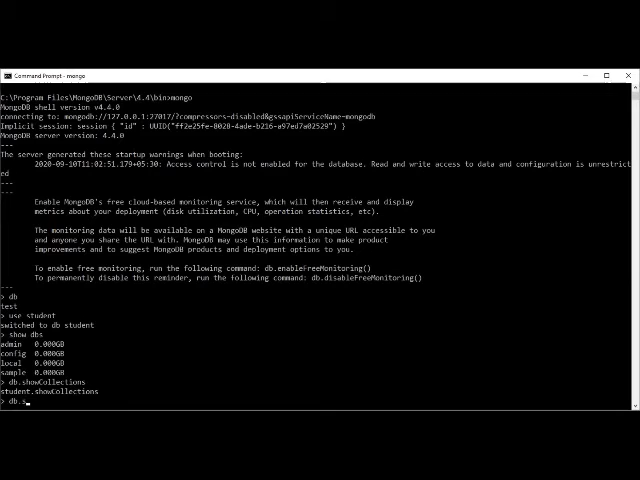 Command Prompt - mongo
C:\Program Files\MongoDB\Server\4.4\bin>mongo
MongoDB shell version v4.4.0
connecting to: mongodb://127.0.0.1:27017/?compressors=disabled&gssapiServiceName=mongodb
Implicit session: session { "id" : UUID("ff2e25fe-8028-4ade-b216-a97ed7a02529") }
MongoDB server version: 4.4.0
---
The server generated these startup warnings when booting:
2020-09-10T11:02:51.179+05:30: Access control is not enabled for the database. Read and write access to data and configuration is unrestrict
ed
---
---
Enable MongoDB's free cloud-based monitoring service, which will then receive and display
metrics about your deployment (disk utilization, CPU, operation statistics, etc).
The monitoring data will be available on a MongoDB website with a unique URL accessible to you
and anyone you share the URL with. MongoDB may use this information to make product
improvements and to suggest MongoDB products and deployment options to you.
To enable free monitoring, run the following command: db.enableFreeMonitoring()
To permanently disable this reminder, run the following command: db.disableFreeMonitoring()
---
> db
test
> use student
switched to db student
> show dbs
admin 0.000GB
config 0.000GB
local 0.000GB
sample 0.000GB
> db.showCollections
student.showCollections
> db.s